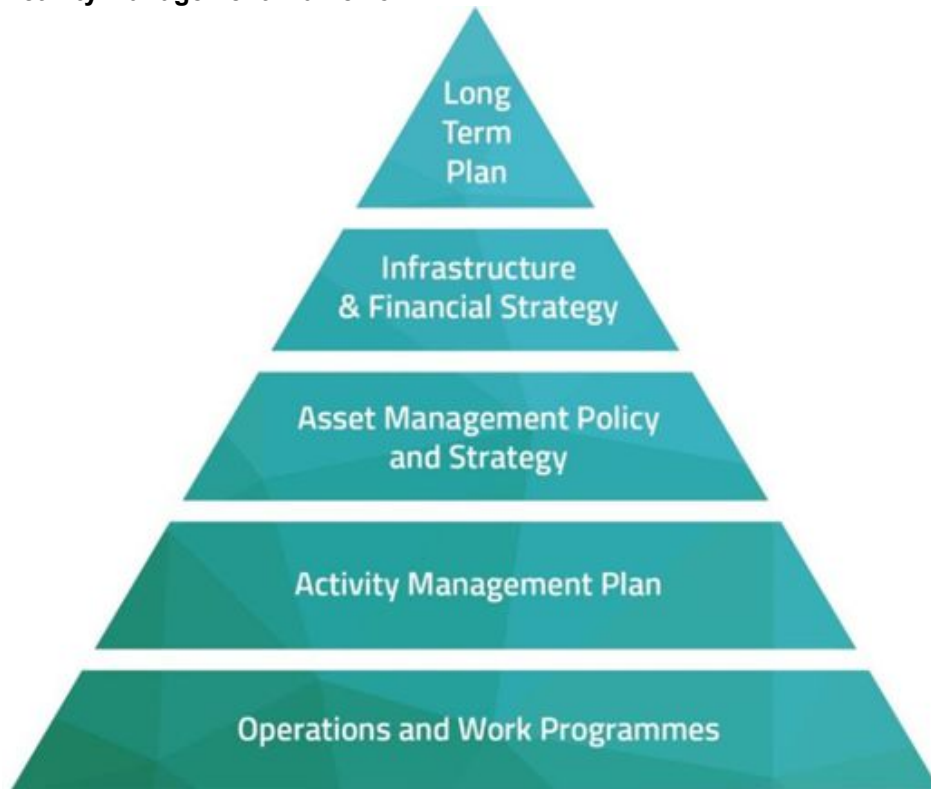 Long
Term
Plan
Infrastructure
& Financial Strategy
Asset Management Policy
and Strategy
Activity Management Plan
Operations and Work Programmes